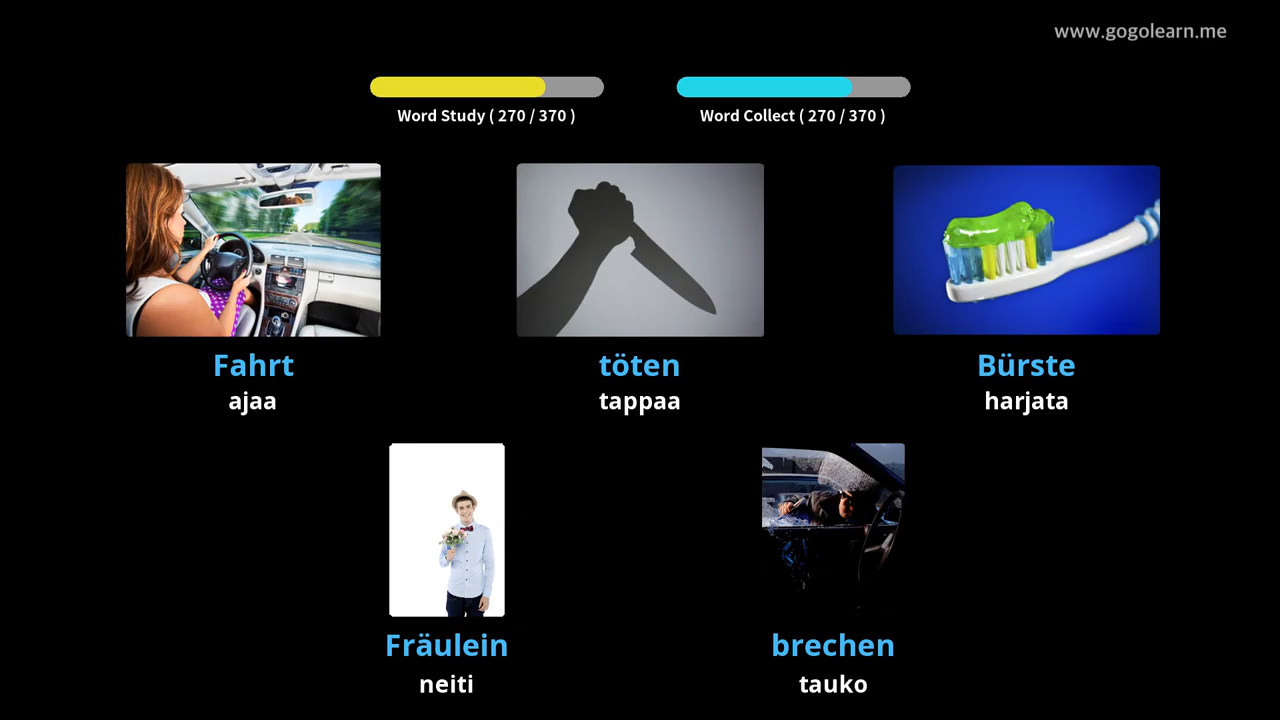 www.gogolearn.me
Word Study ( 270 / 370 )
Word Collect ( 270 / 370 )
Fahrt
ajaa
töten
tappaa
Bürste
harjata
Fräulein
neiti
brechen
tauko